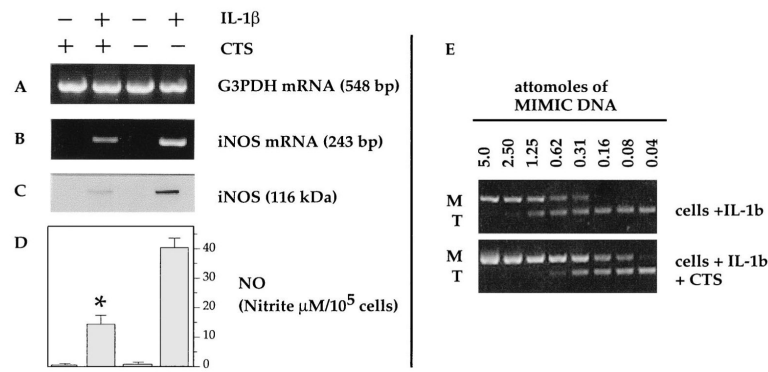 − + − + IL-1β
+ + − − CTS
A G3PDH mRNA (548 bp)
B iNOS mRNA (243 bp)
C iNOS (116 kDa)
D
40
30
20
10
0
*
NO
(Nitrite µM/10⁵ cells)
E
attomoles of
MIMIC DNA
5.0 2.50 1.25 0.62 0.31 0.16 0.08 0.04
M
T
cells +IL-1b
M
T
cells + IL-1b
+ CTS